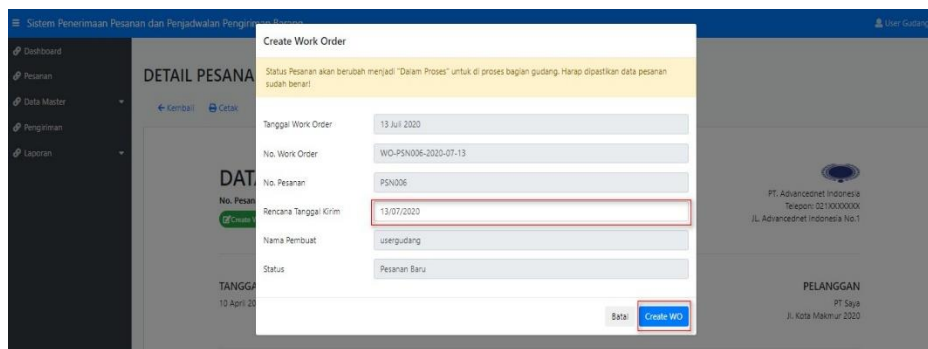 Sistem Penerimaan Pesanan dan Penjadwalan Pengiriman Barang
User Gudang
Dashboard
Pesanan
Data Master
Pengiriman
Laporan
DETAIL PESANA
Kembali
Cetak
DATA
No. Pesan
Create W
TANGGA
10 April 20
Create Work Order
Status Pesanan akan berubah menjadi "Dalam Proses" untuk di proses bagian gudang. Harap dipastikan data pesanan
sudah benar!
Tanggal Work Order
13 Juli 2020
No. Work Order
WO-PSN006-2020-07-13
No. Pesanan
PSN006
Rencana Tanggal Kirim
13/07/2020
Nama Pembuat
usergudang
Status
Pesanan Baru
Batal
Create WO
PT. Advancednet Indonesia
Telepon: 021XXXXXXX
JL. Advancednet Indonesia No.1
PELANGGAN
PT Saya
Jl. Kota Makmur 2020